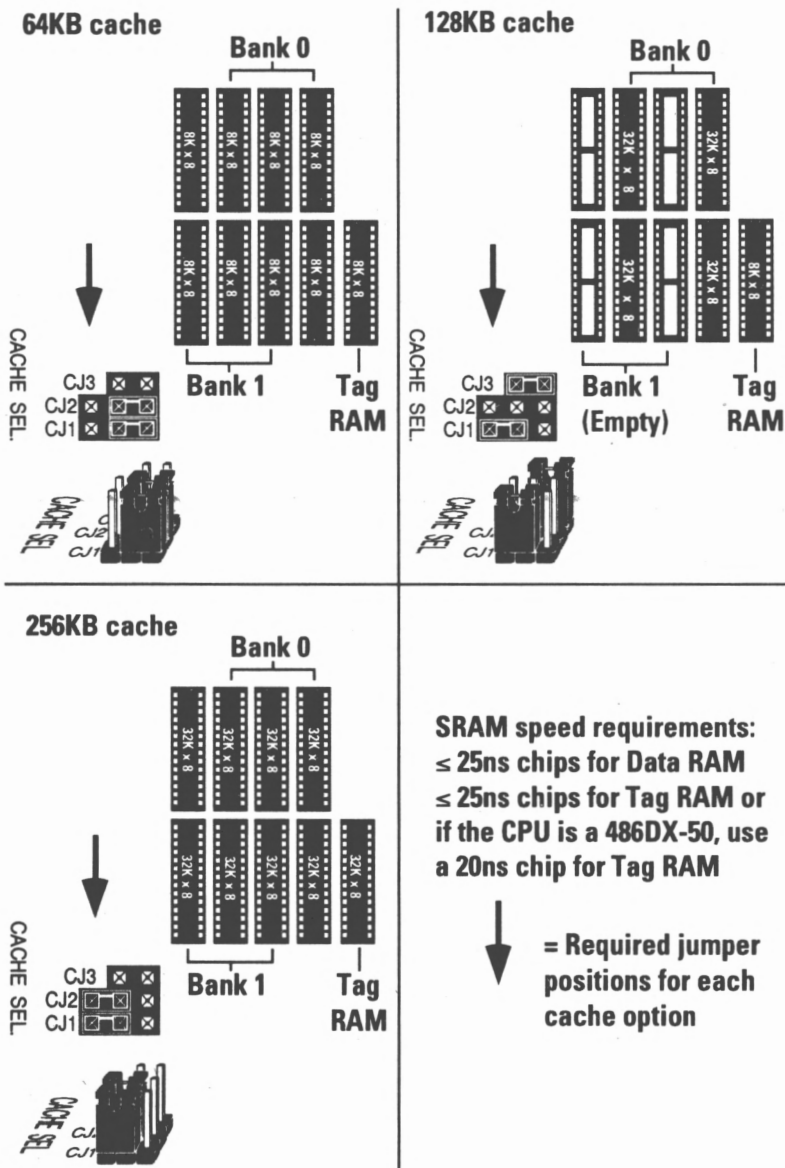 64KB cache
Bank 0
8K x 8
8K x 8
8K x 8
8K x 8
8K x 8
8K x 8
8K x 8
8K x 8
8K x 8
Bank 1
Tag
RAM
CACHE SEL.
CJ3
CJ2
CJ1
CACHE SEL
CJ2
CJ1
128KB cache
Bank 0
32K x 8
32K x 8
32K x 8
32K x 8
8K x 8
Bank 1
(Empty)
Tag
RAM
CACHE SEL.
CJ3
CJ2
CJ1
CACHE SEL
CJ1
256KB cache
Bank 0
32K x 8
32K x 8
32K x 8
32K x 8
32K x 8
32K x 8
32K x 8
32K x 8
32K x 8
Bank 1
Tag
RAM
CACHE SEL.
CJ3
CJ2
CJ1
CACHE SEL
CJ1
SRAM speed requirements:
≤ 25ns chips for Data RAM
≤ 25ns chips for Tag RAM or
if the CPU is a 486DX-50, use
a 20ns chip for Tag RAM
= Required jumper
positions for each
cache option